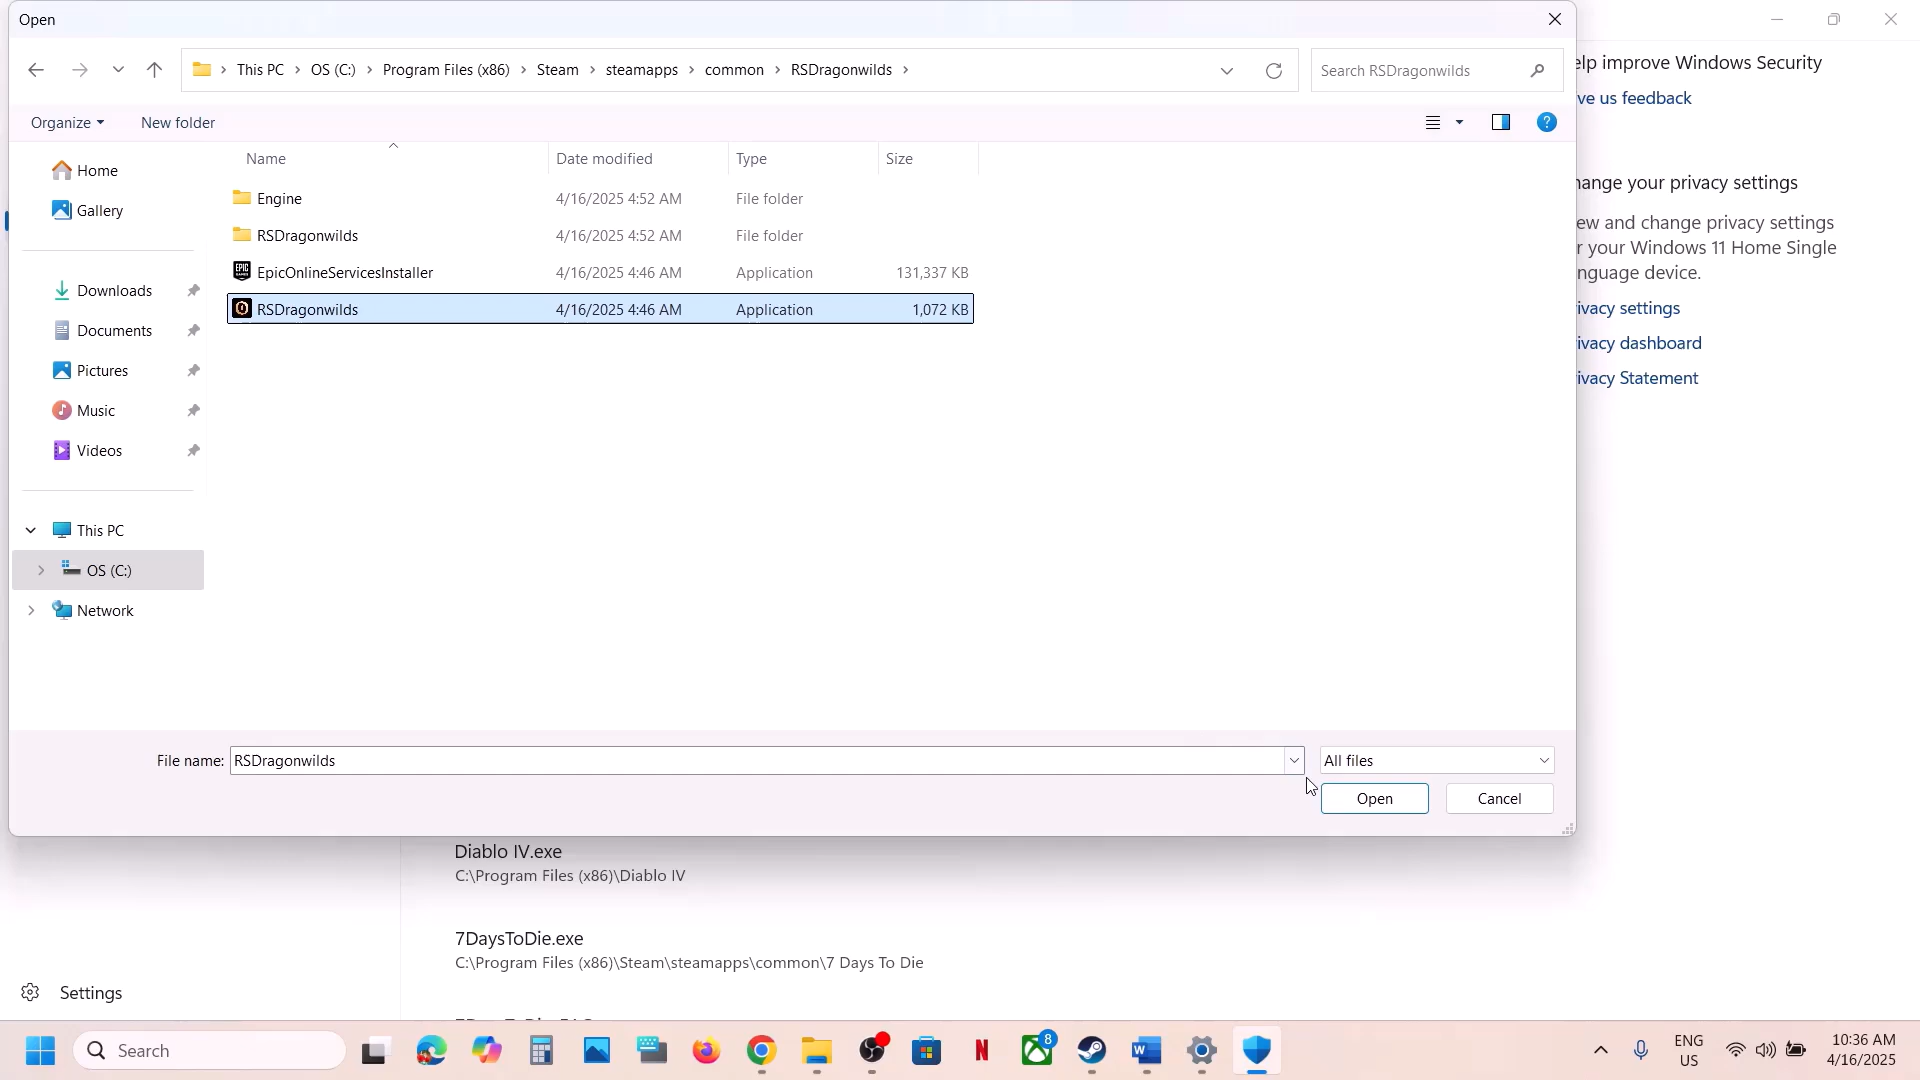 Open
This PC
OS (C:)
Program Files (x86)
Steam
steamapps
common
RSDragonwilds
Search RSDragonwilds
Organize
New folder
Name
Date modified
Type
Size
Home
Gallery
Downloads
Documents
Pictures
Music
Videos
This PC
OS (C:)
Network
Engine 4/16/2025 4:52 AM File folder
RSDragonwilds 4/16/2025 4:52 AM File folder
EpicOnlineServicesInstaller 4/16/2025 4:46 AM Application 131,337 KB
RSDragonwilds 4/16/2025 4:46 AM Application 1,072 KB
File name: RSDragonwilds
All files
Open
Cancel
elp improve Windows Security
ve us feedback
ange your privacy settings
ew and change privacy settings
r your Windows 11 Home Single
nguage device.
ivacy settings
ivacy dashboard
ivacy Statement
Diablo IV.exe
C:\Program Files (x86)\Diablo IV
7DaysToDie.exe
C:\Program Files (x86)\Steam\steamapps\common\7 Days To Die
Settings
Search
8
ENG
US
10:36 AM
4/16/2025